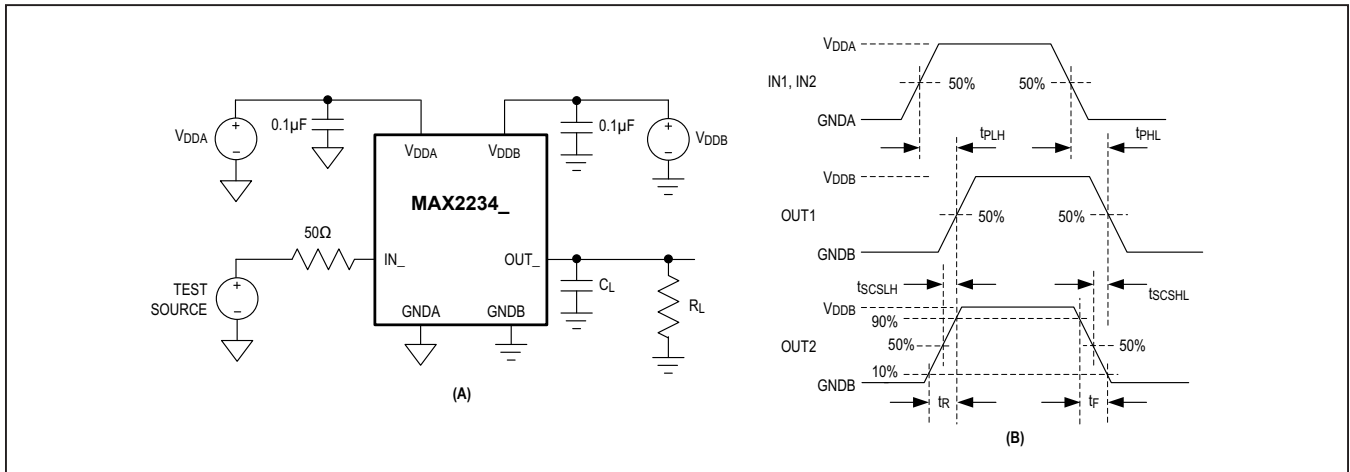 VDDA
0.1µF
0.1µF
VDDB
VDDA
VDDB
MAX2234_
50Ω
IN_
OUT_
TEST
SOURCE
CL
RL
GNDA
GNDB
(A)
VDDA
IN1, IN2
50%
50%
GNDA
tPLH
tPHL
VDDB
OUT1
50%
50%
GNDB
tSCSLH
tSCSHL
VDDB
90%
OUT2
50%
50%
10%
GNDB
tR
tF
(B)